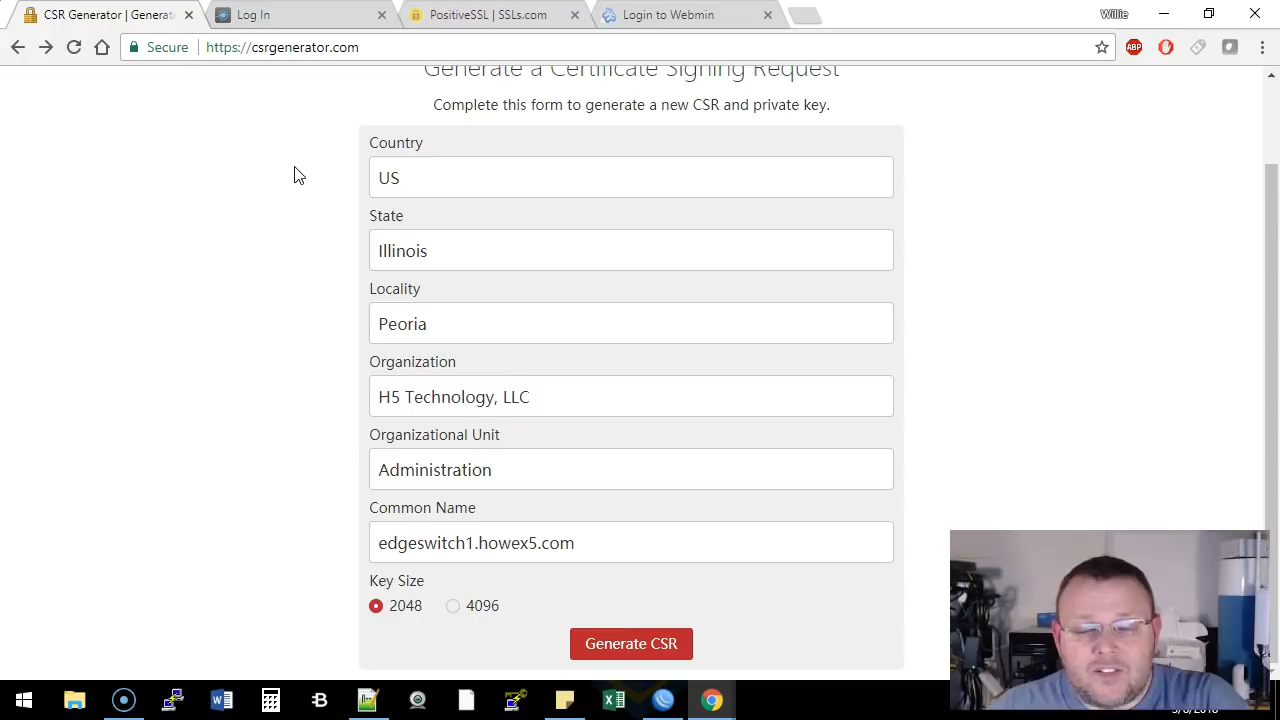 CSR Generator | Generat
Log In
PositiveSSL | SSLs.com
Login to Webmin
Willie
Secure
https://csrgenerator.com
ABP
Generate a Certificate Signing Request
Complete this form to generate a new CSR and private key.
Country
US
State
Illinois
Locality
Peoria
Organization
H5 Technology, LLC
Organizational Unit
Administration
Common Name
edgeswitch1.howex5.com
Key Size
2048 4096
Generate CSR